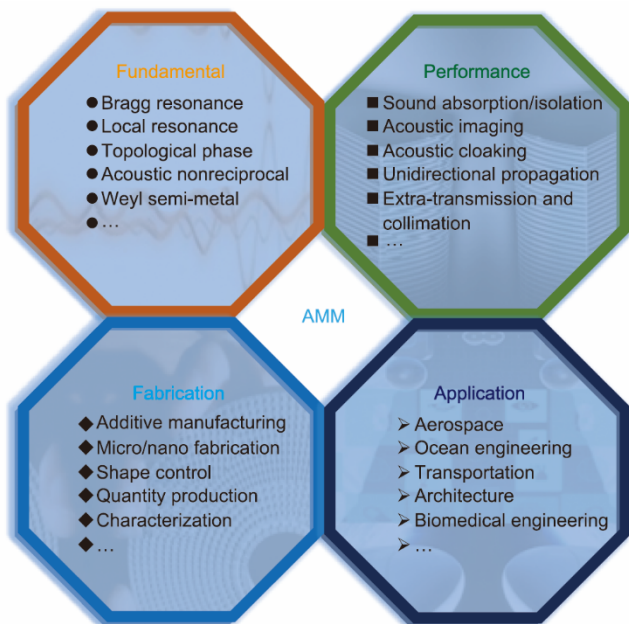 Fundamental
● Bragg resonance
● Local resonance
● Topological phase
● Acoustic nonreciprocal
● Weyl semi-metal
● ...
Performance
■ Sound absorption/isolation
■ Acoustic imaging
■ Acoustic cloaking
■ Unidirectional propagation
■ Extra-transmission and
collimation
■ ...
AMM
Fabrication
◆ Additive manufacturing
◆ Micro/nano fabrication
◆ Shape control
◆ Quantity production
◆ Characterization
◆ ...
Application
➢ Aerospace
➢ Ocean engineering
➢ Transportation
➢ Architecture
➢ Biomedical engineering
➢ ...